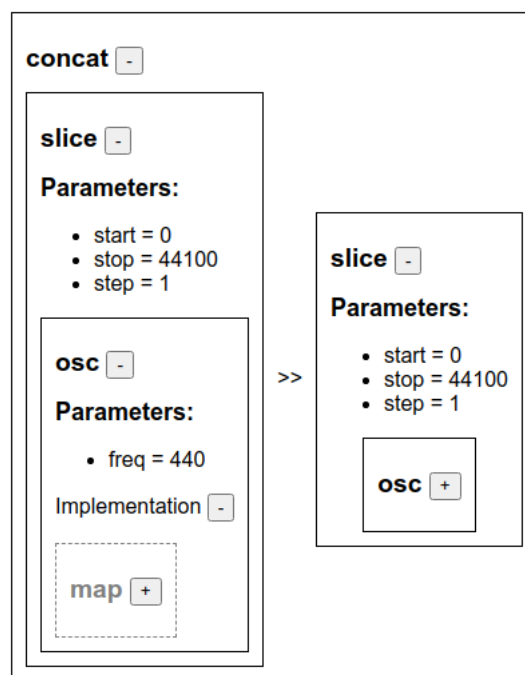 concat -
slice -
Parameters:
• start = 0
• stop = 44100
• step = 1
osc -
Parameters:
• freq = 440
Implementation -
map +
>>
slice -
Parameters:
• start = 0
• stop = 44100
• step = 1
osc +